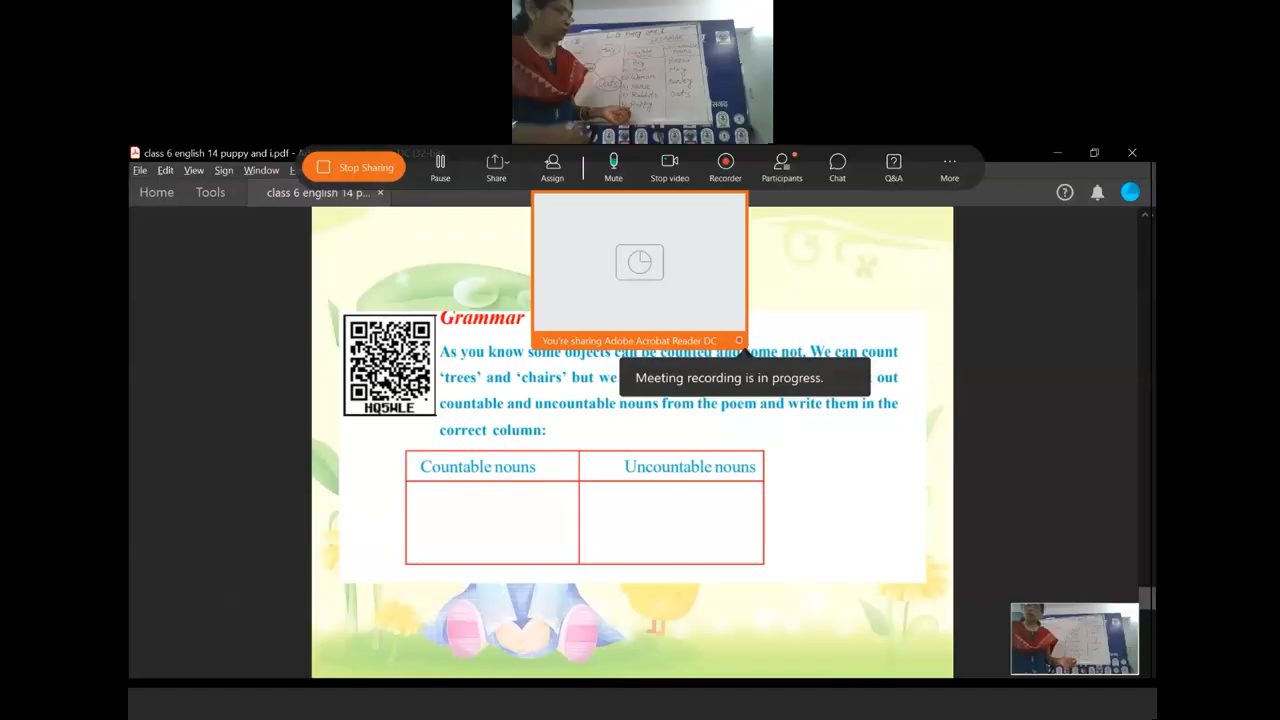 class 6 english 14 puppy and i.pdf -
File Edit View Sign Window
Stop Sharing
Pause
Share
Assign
Mute
Stop video
Recorder
Participants
Chat
Q&A
More
Home Tools class 6 english 14 p...
You're sharing Adobe Acrobat Reader DC
Meeting recording is in progress.
HQ5WLE
Grammar
As you know some objects can be counted and some not. We can count
'trees' and 'chairs' but we out
countable and uncountable nouns from the poem and write them in the
correct column:
Countable nouns Uncountable nouns